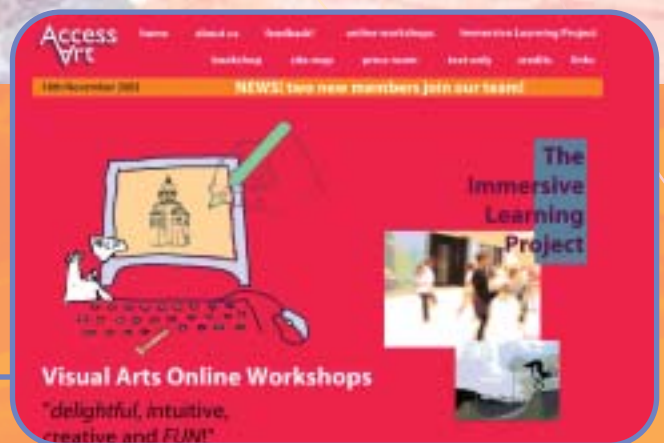 Access
Art
home about us feedback! online workshops Immersive Learning Project
bookshop site map press room text only credits links
November 2003
NEWS! two new members join our team!
The
Immersive
Learning
Project
Visual Arts Online Workshops
"delightful, intuitive,
creative and FUN!"